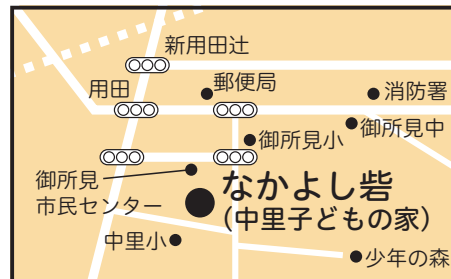 新用田辻
用田
郵便局
消防署
御所見中
御所見小
御所見
市民センター
なかよし砦
(中里子どもの家)
中里小
少年の森